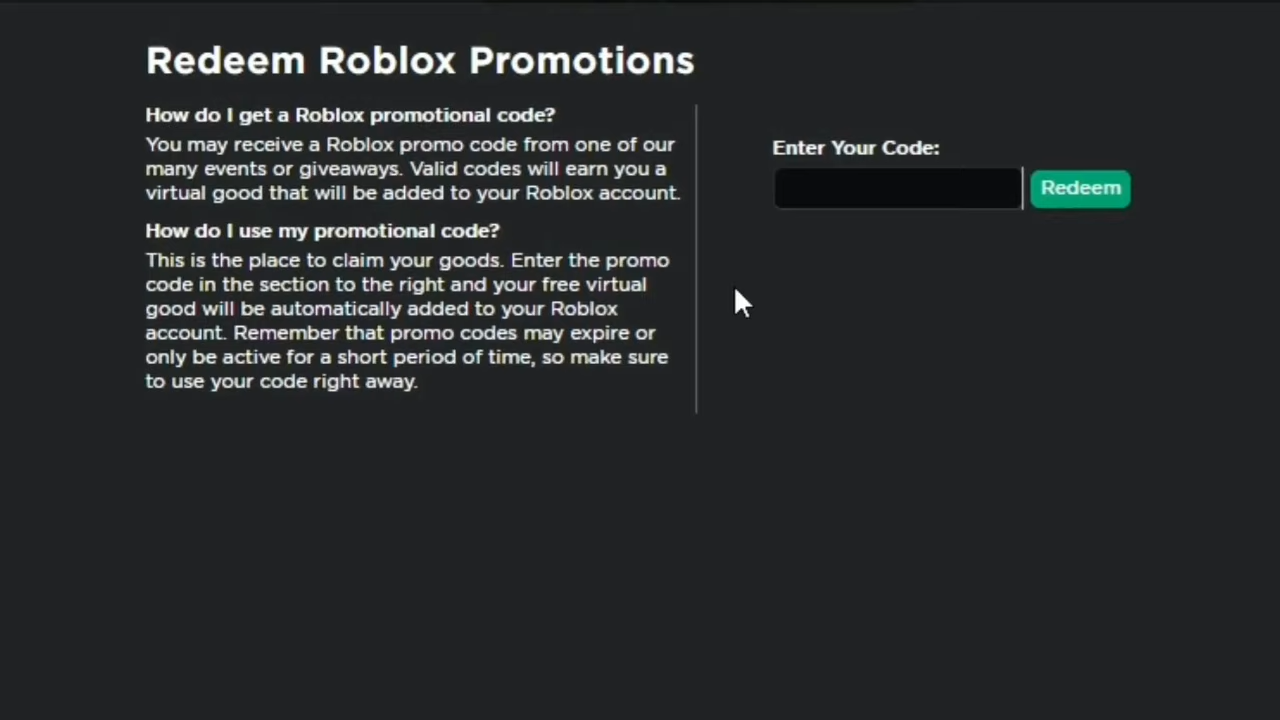 Redeem Roblox Promotions
How do I get a Roblox promotional code?
You may receive a Roblox promo code from one of our
many events or giveaways. Valid codes will earn you a
virtual good that will be added to your Roblox account.
How do I use my promotional code?
This is the place to claim your goods. Enter the promo
code in the section to the right and your free virtual
good will be automatically added to your Roblox
account. Remember that promo codes may expire or
only be active for a short period of time, so make sure
to use your code right away.
Enter Your Code:
Redeem